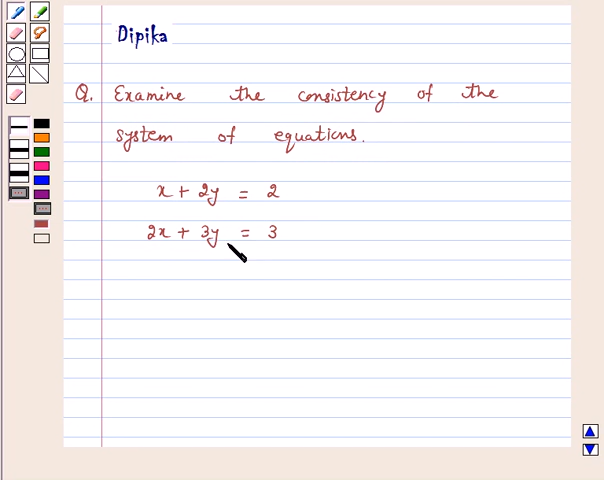 Dipika
Q. Examine the consistency of the
system of equations.
x + 2y = 2
2x + 3y = 3